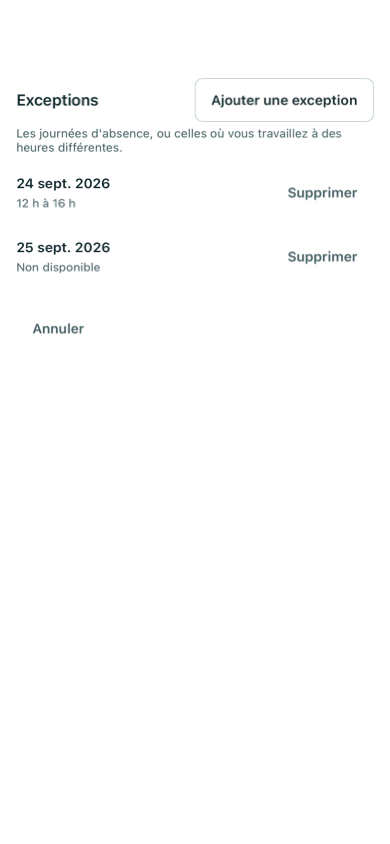 Exceptions
Ajouter une exception
Les journées d'absence, ou celles où vous travaillez à des
heures différentes.
24 sept. 2026
12 h à 16 h
Supprimer
25 sept. 2026
Non disponible
Supprimer
Annuler